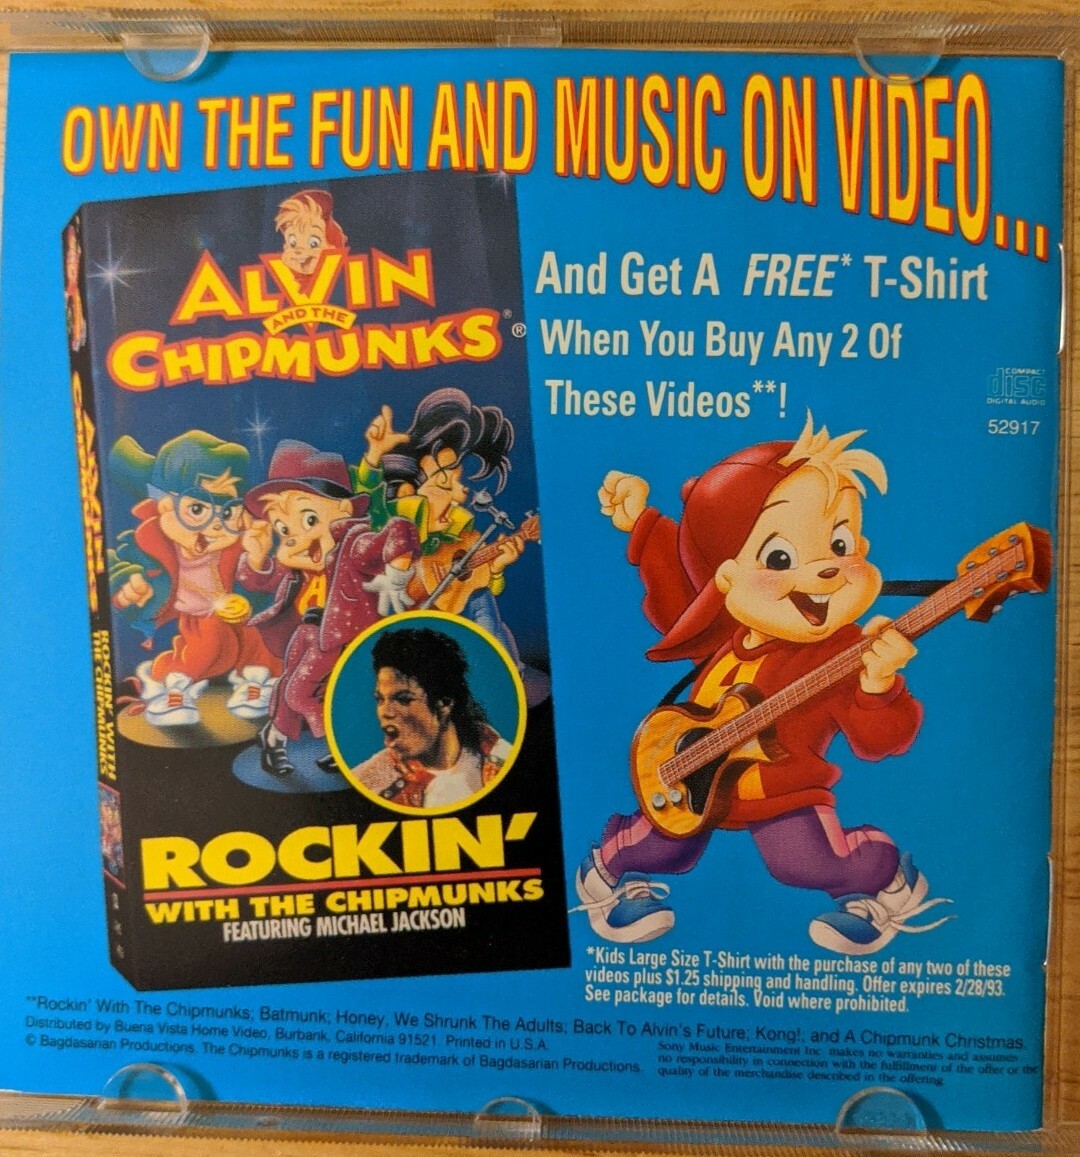 OWN THE FUN AND MUSIC ON VIDEO...
And Get A FREE* T-Shirt
When You Buy Any 2 Of
These Videos**!
COMPACT
disc
DIGITAL AUDIO
52917
ALVIN
AND THE
CHIPMUNKS®
®
A
ROCKIN' WITH
THE CHIPMUNKS
ROCKIN'
WITH THE CHIPMUNKS
FEATURING MICHAEL JACKSON
*Kids Large Size T-Shirt with the purchase of any two of these
videos plus $1.25 shipping and handling. Offer expires 2/28/93.
See package for details. Void where prohibited.
**Rockin' With The Chipmunks; Batmunk; Honey, We Shrunk The Adults; Back To Alvin's Future; Kong!; and A Chipmunk Christmas.
Distributed by Buena Vista Home Video, Burbank, California 91521. Printed in U.S.A.
© Bagdasarian Productions. The Chipmunks is a registered trademark of Bagdasarian Productions.
Sony Music Entertainment Inc. makes no warranties and assumes
no responsibility in connection with the fulfillment of the offer or the
quality of the merchandise described in the offering.